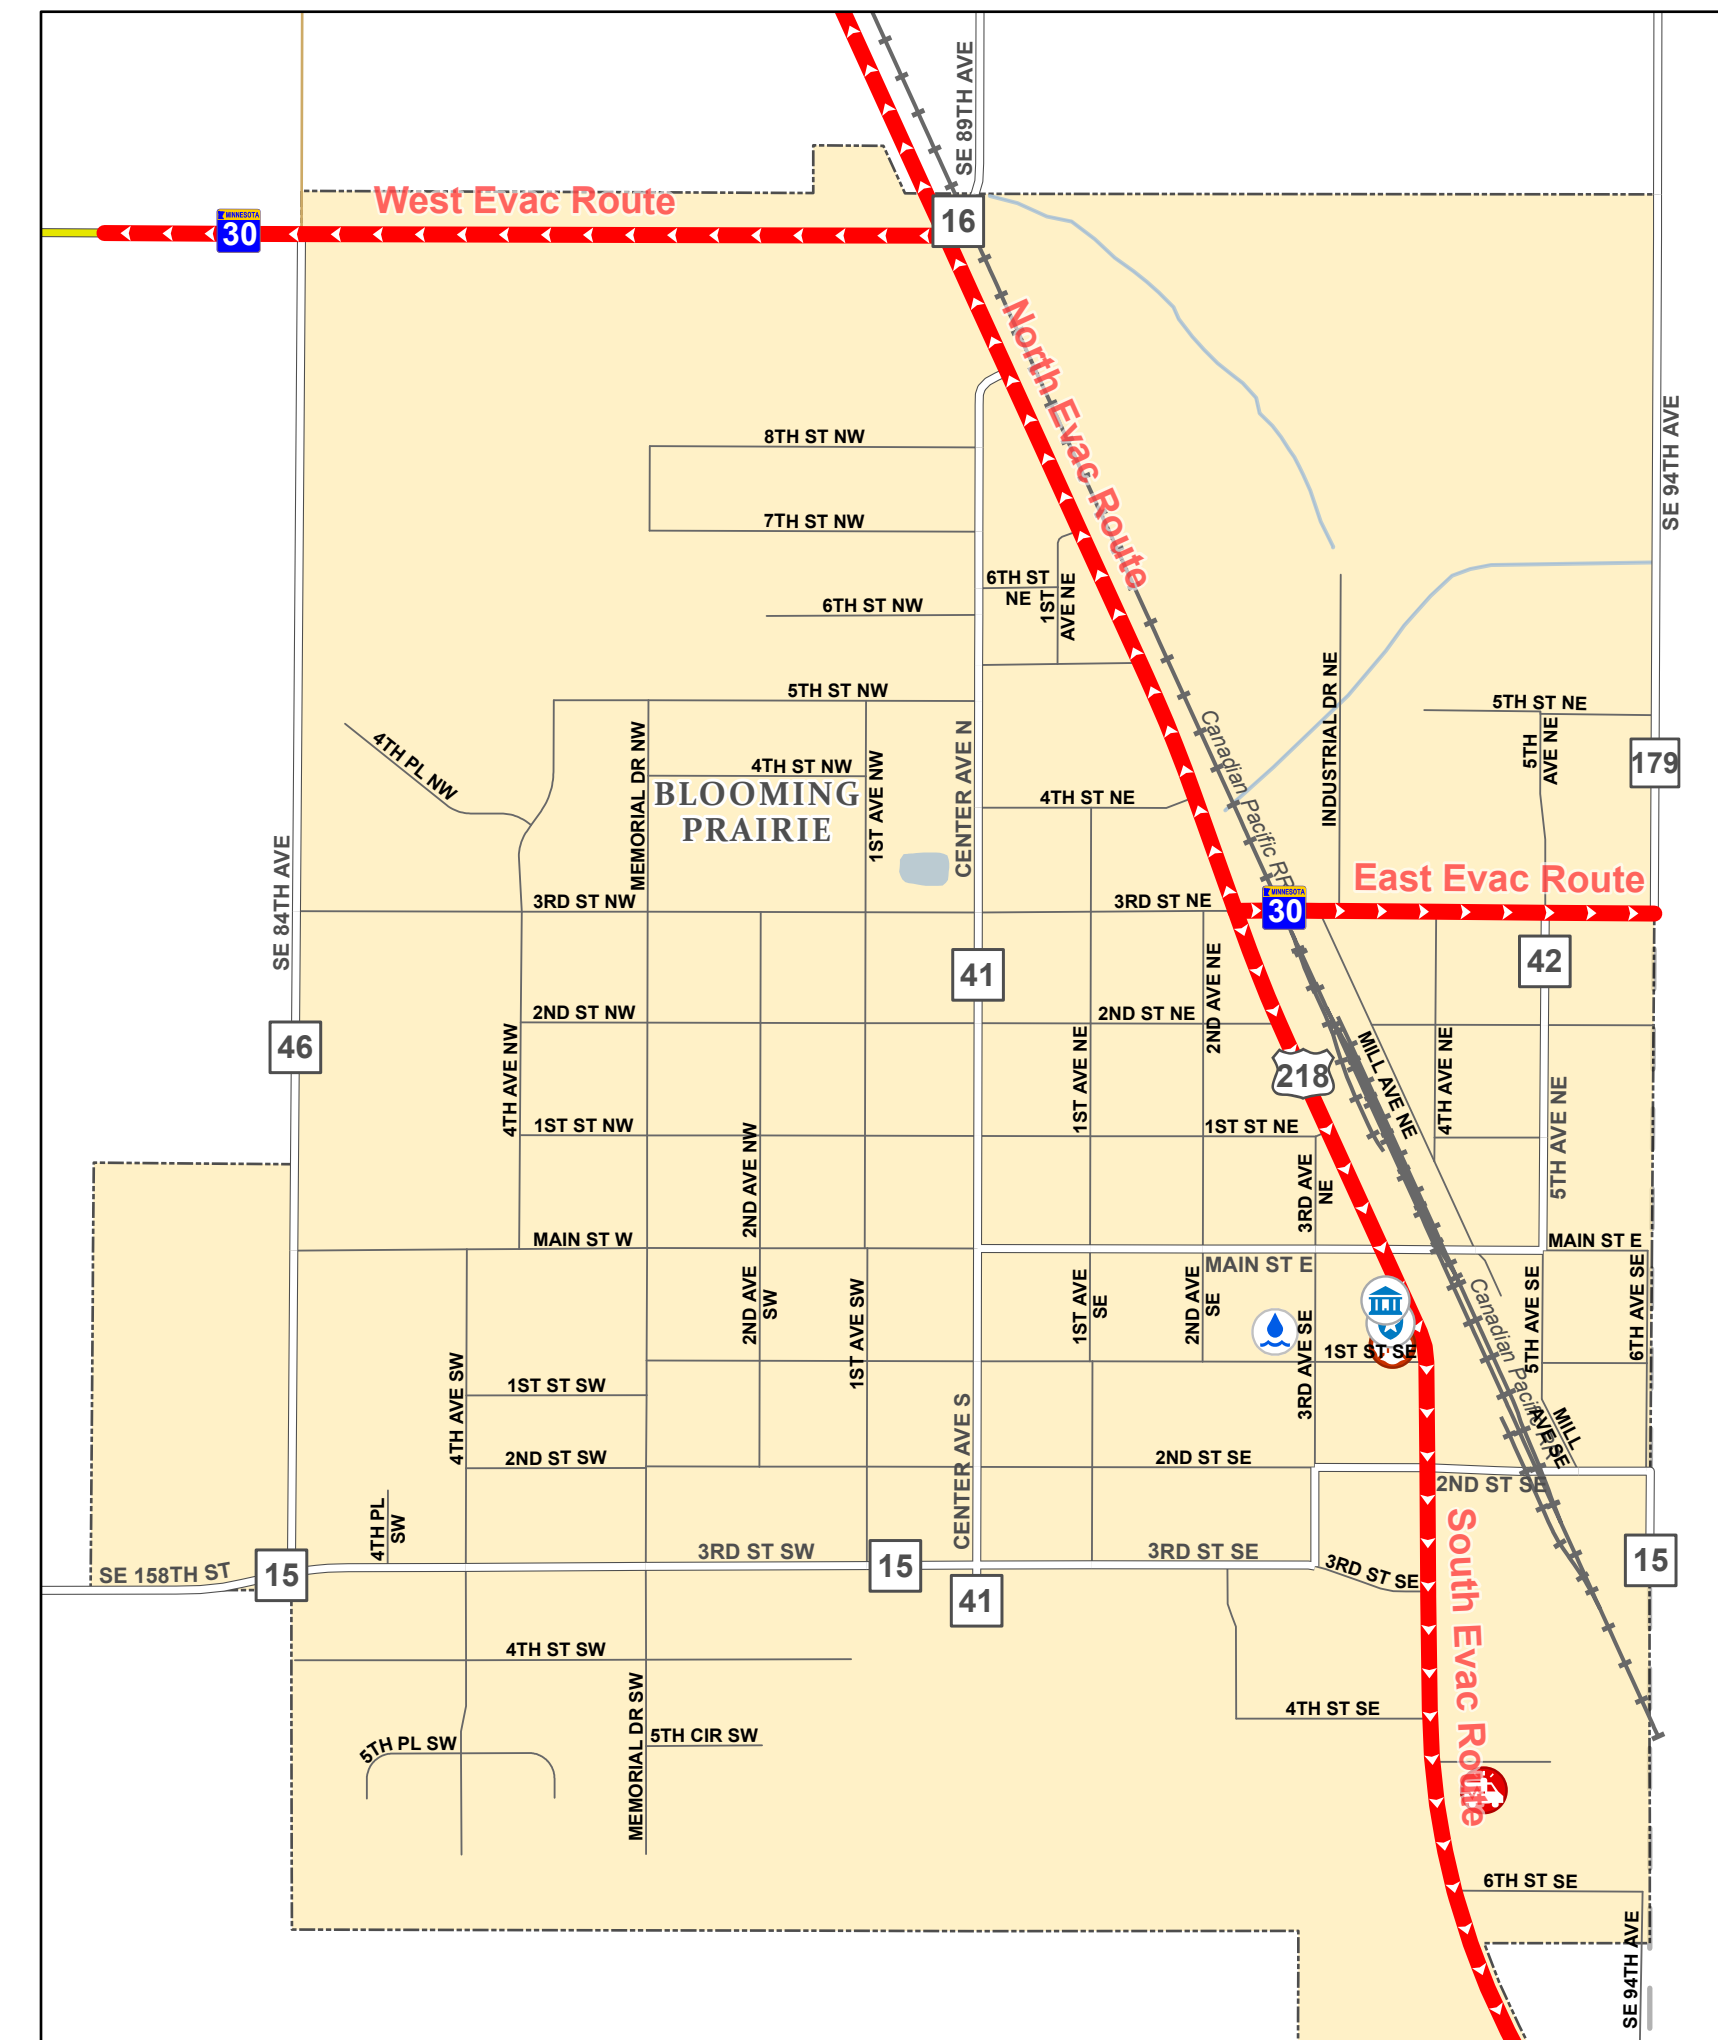 SE 89TH AVE
West Evac Route
MINNESOTA
30
16
North Evac Route
SE 94TH AVE
8TH ST NW
7TH ST NW
6TH ST
NE
1ST
AVE NE
6TH ST NW
5TH ST NW
INDUSTRIAL DR NE
5TH ST NE
5TH
AVE NE
4TH PL NW
MEMORIAL DR NW
4TH ST NW
1ST AVE NW
CENTER AVE N
Canadian Pacific RR
179
BLOOMING
PRAIRIE
4TH ST NE
SE 84TH AVE
East Evac Route
3RD ST NW
3RD ST NE
MINNESOTA
30
41
42
2ND AVE NE
2ND ST NW
2ND ST NE
46
4TH AVE NW
1ST AVE NE
218
MILL AVE NE
4TH AVE NE
5TH AVE NE
1ST ST NW
2ND AVE NW
1ST ST NE
3RD AVE
NE
MAIN ST W
MAIN ST E
MAIN ST E
2ND AVE
SW
1ST AVE SW
1ST AVE
SE
2ND AVE
SE
3RD AVE SE
1ST ST SE
Canadian Pacific RR
5TH AVE SE
6TH AVE SE
4TH AVE SW
1ST ST SW
CENTER AVE S
MILL
AVE SE
2ND ST SW
2ND ST SE
2ND ST SE
4TH PL
SW
SE 158TH ST
15
3RD ST SW
15
3RD ST SE
3RD ST SE
15
41
South Evac Route
4TH ST SW
MEMORIAL DR SW
4TH ST SE
5TH PL SW
5TH CIR SW
6TH ST SE
SE 94TH AVE